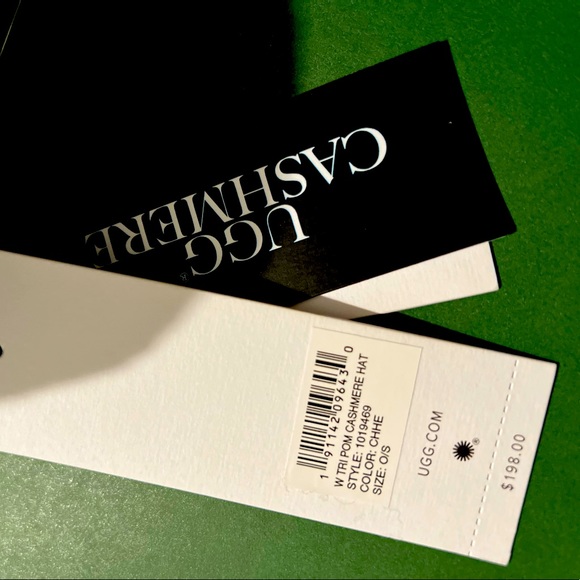 UGG
CASHMERE
1 91142 09643 0
W TRI POM CASHMERE HAT
STYLE: 1019469
COLOR: CHHE
SIZE: O/S
UGG.COM
$198.00